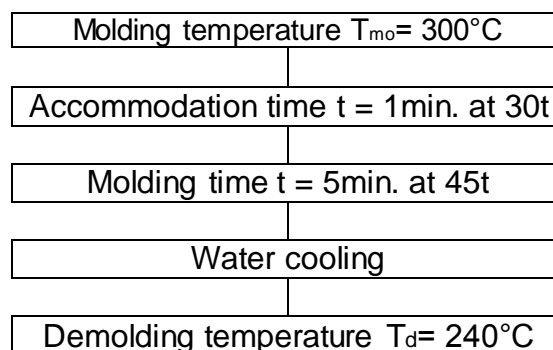 Molding temperature Tmo= 300°C
Accommodation time t = 1min. at 30t
Molding time t = 5min. at 45t
Water cooling
Demolding temperature Td= 240°C